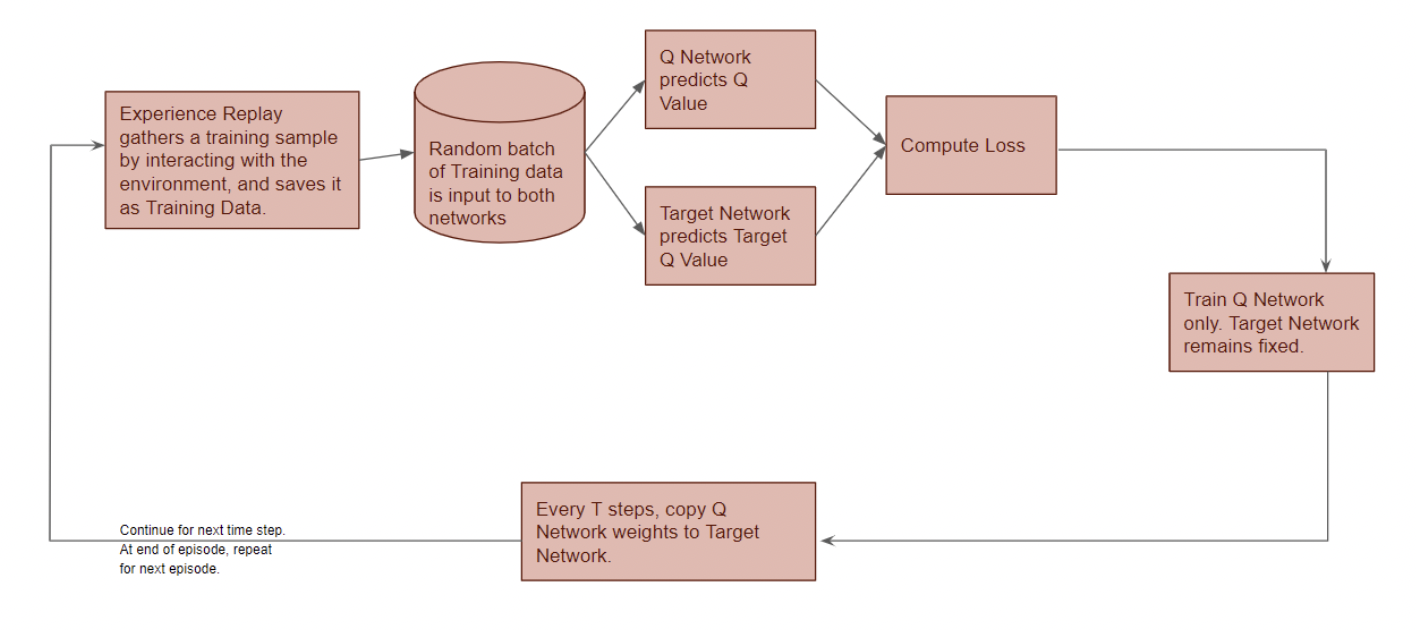 Experience Replay
gathers a training sample
by interacting with the
environment, and saves it
as Training Data.
Random batch
of Training data
is input to both
networks
Q Network
predicts Q
Value
Target Network
predicts Target
Q Value
Compute Loss
Train Q Network
only. Target Network
remains fixed.
Every T steps, copy Q
Network weights to Target
Network.
Continue for next time step.
At end of episode, repeat
for next episode.